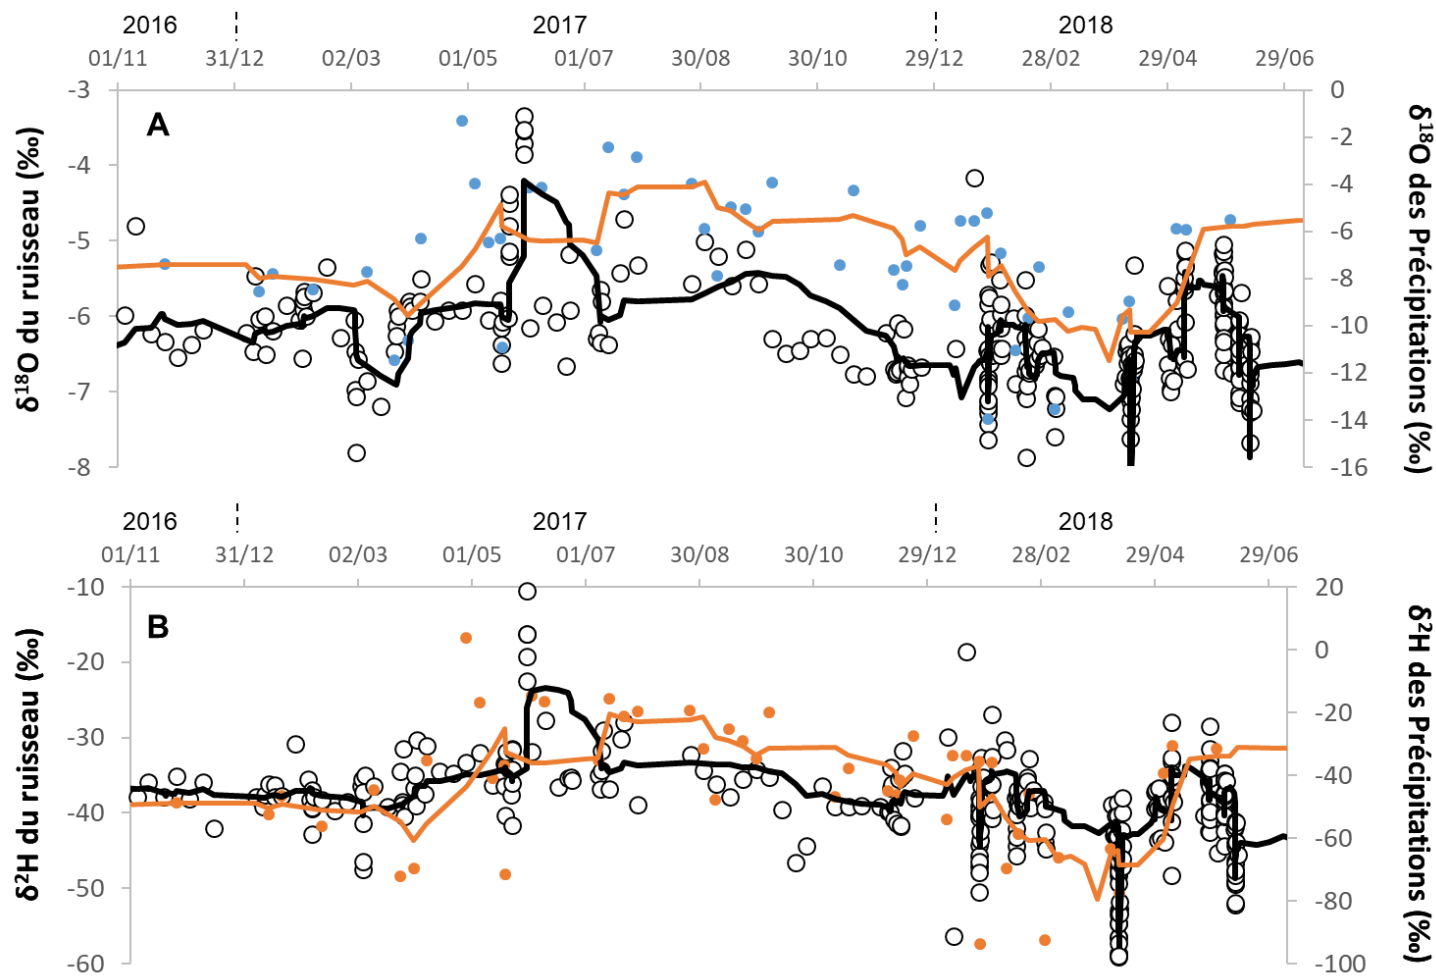 2016 2017 2018
01/11 31/12 02/03 01/05 01/07 30/08 30/10 29/12 28/02 29/04 29/06
A
δ18O du ruisseau (‰)
-3
-4
-5
-6
-7
-8
0
-2
-4
-6
-8
-10
-12
-14
-16
δ18O des Précipitations (‰)
2016 2017 2018
01/11 31/12 02/03 01/05 01/07 30/08 30/10 29/12 28/02 29/04 29/06
B
δ2H du ruisseau (‰)
-10
-20
-30
-40
-50
-60
20
0
-20
-40
-60
-80
-100
δ2H des Précipitations (‰)